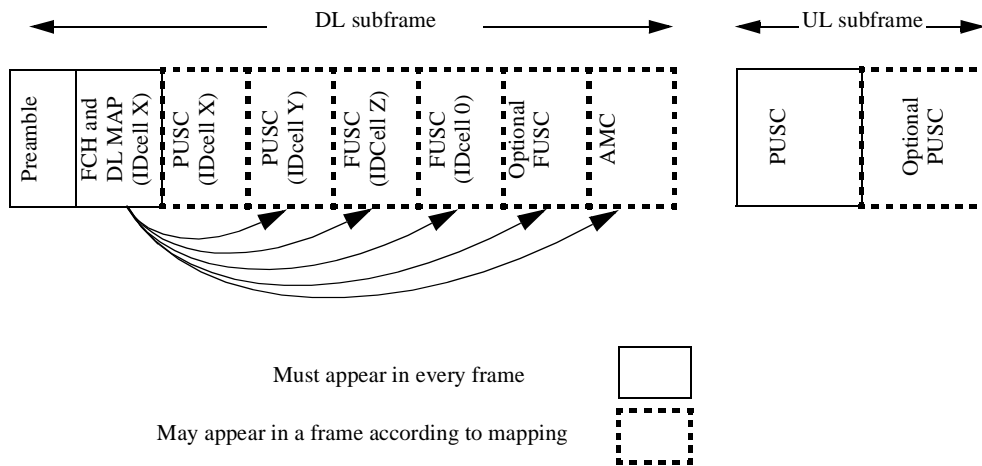 DL subframe
UL subframe
Preamble
FCH and
DL MAP
(IDcell X)
PUSC
(IDcell X)
PUSC
(IDcell Y)
FUSC
(IDCell Z)
FUSC
(IDcell 0)
Optional
FUSC
AMC
PUSC
Optional
PUSC
Must appear in every frame
May appear in a frame according to mapping